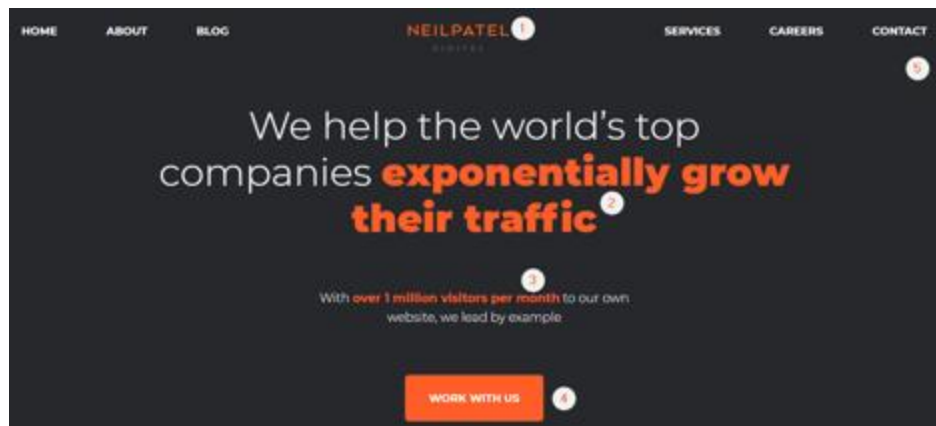 HOME ABOUT BLOG NEILPATEL 1 SERVICES CAREERS CONTACT
DIGITAL
5
We help the world's top
companies exponentially grow
their traffic 2
3
With over 1 million visitors per month to our own
website, we lead by example
WORK WITH US 4